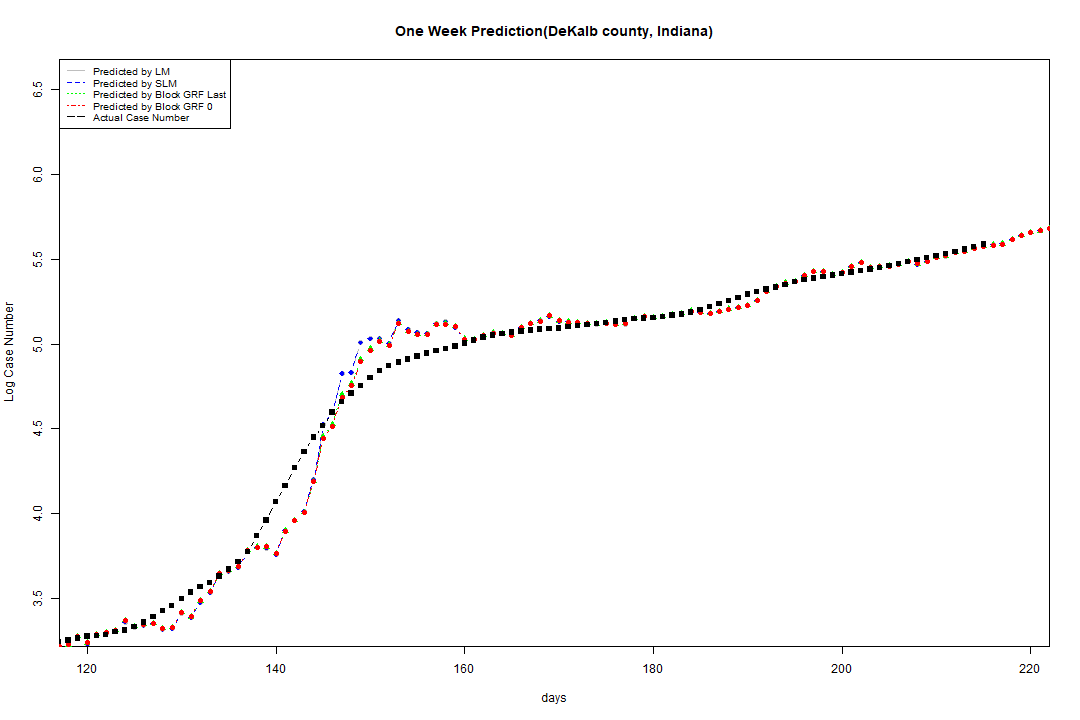 One Week Prediction(DeKalb county, Indiana)
Predicted by LM
Predicted by SLM
Predicted by Block GRF Last
Predicted by Block GRF 0
Actual Case Number
6.5
6.0
5.5
5.0
4.5
4.0
3.5
Log Case Number
120 140 160 180 200 220
days